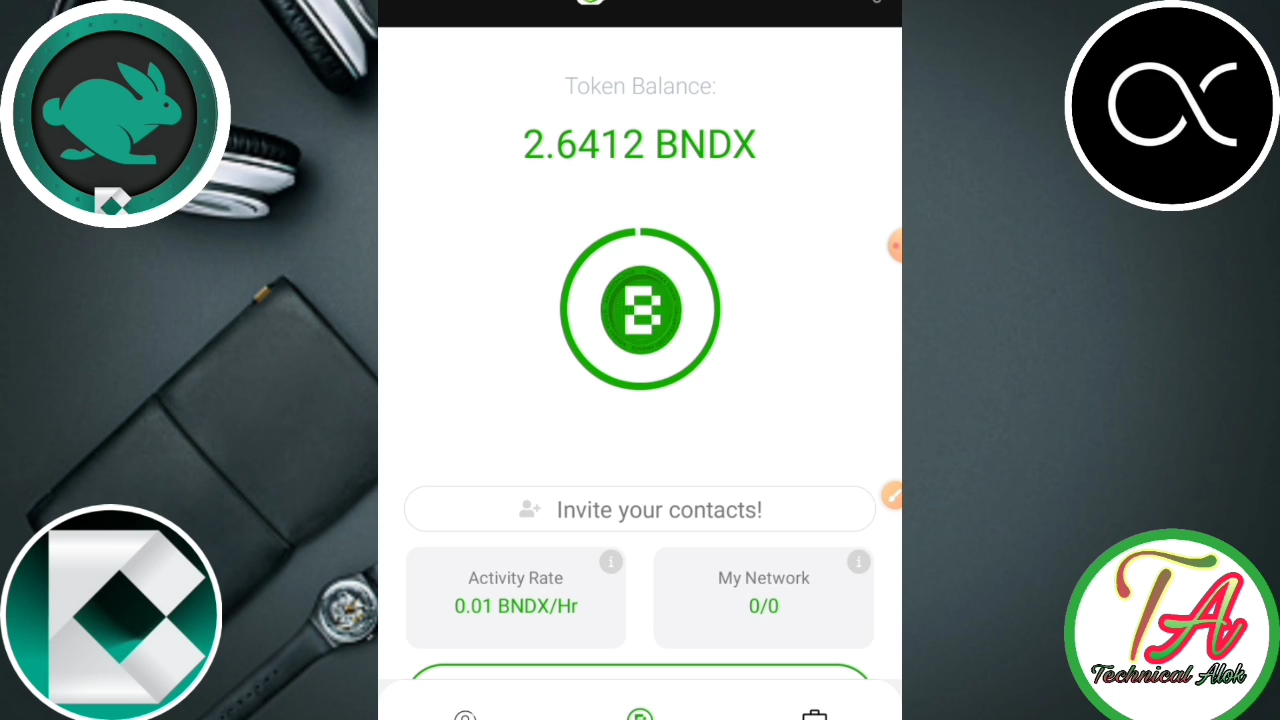 Token Balance:
2.6412 BNDX
Invite your contacts!
Activity Rate
0.01 BNDX/Hr
My Network
0/0
TA
Technical Alok